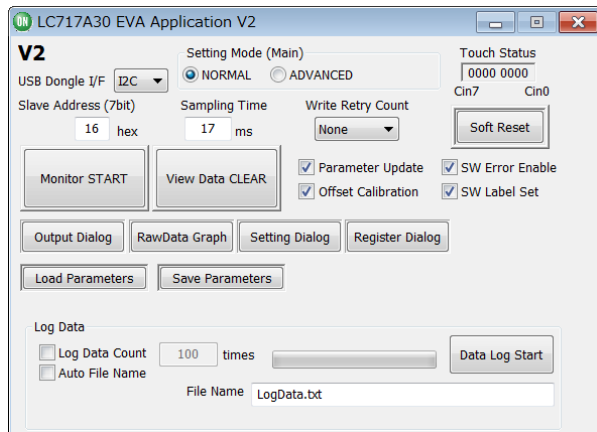 ON LC717A30 EVA Application V2
V2
Setting Mode (Main)
Touch Status
USB Dongle I/F I2C
NORMAL ADVANCED
0000 0000
Cin7 Cin0
Slave Address (7bit)
Sampling Time
Write Retry Count
16 hex
17 ms
None
Soft Reset
Monitor START
View Data CLEAR
Parameter Update
SW Error Enable
Offset Calibration
SW Label Set
Output Dialog
RawData Graph
Setting Dialog
Register Dialog
Load Parameters
Save Parameters
Log Data
Log Data Count
100 times
Data Log Start
Auto File Name
File Name LogData.txt